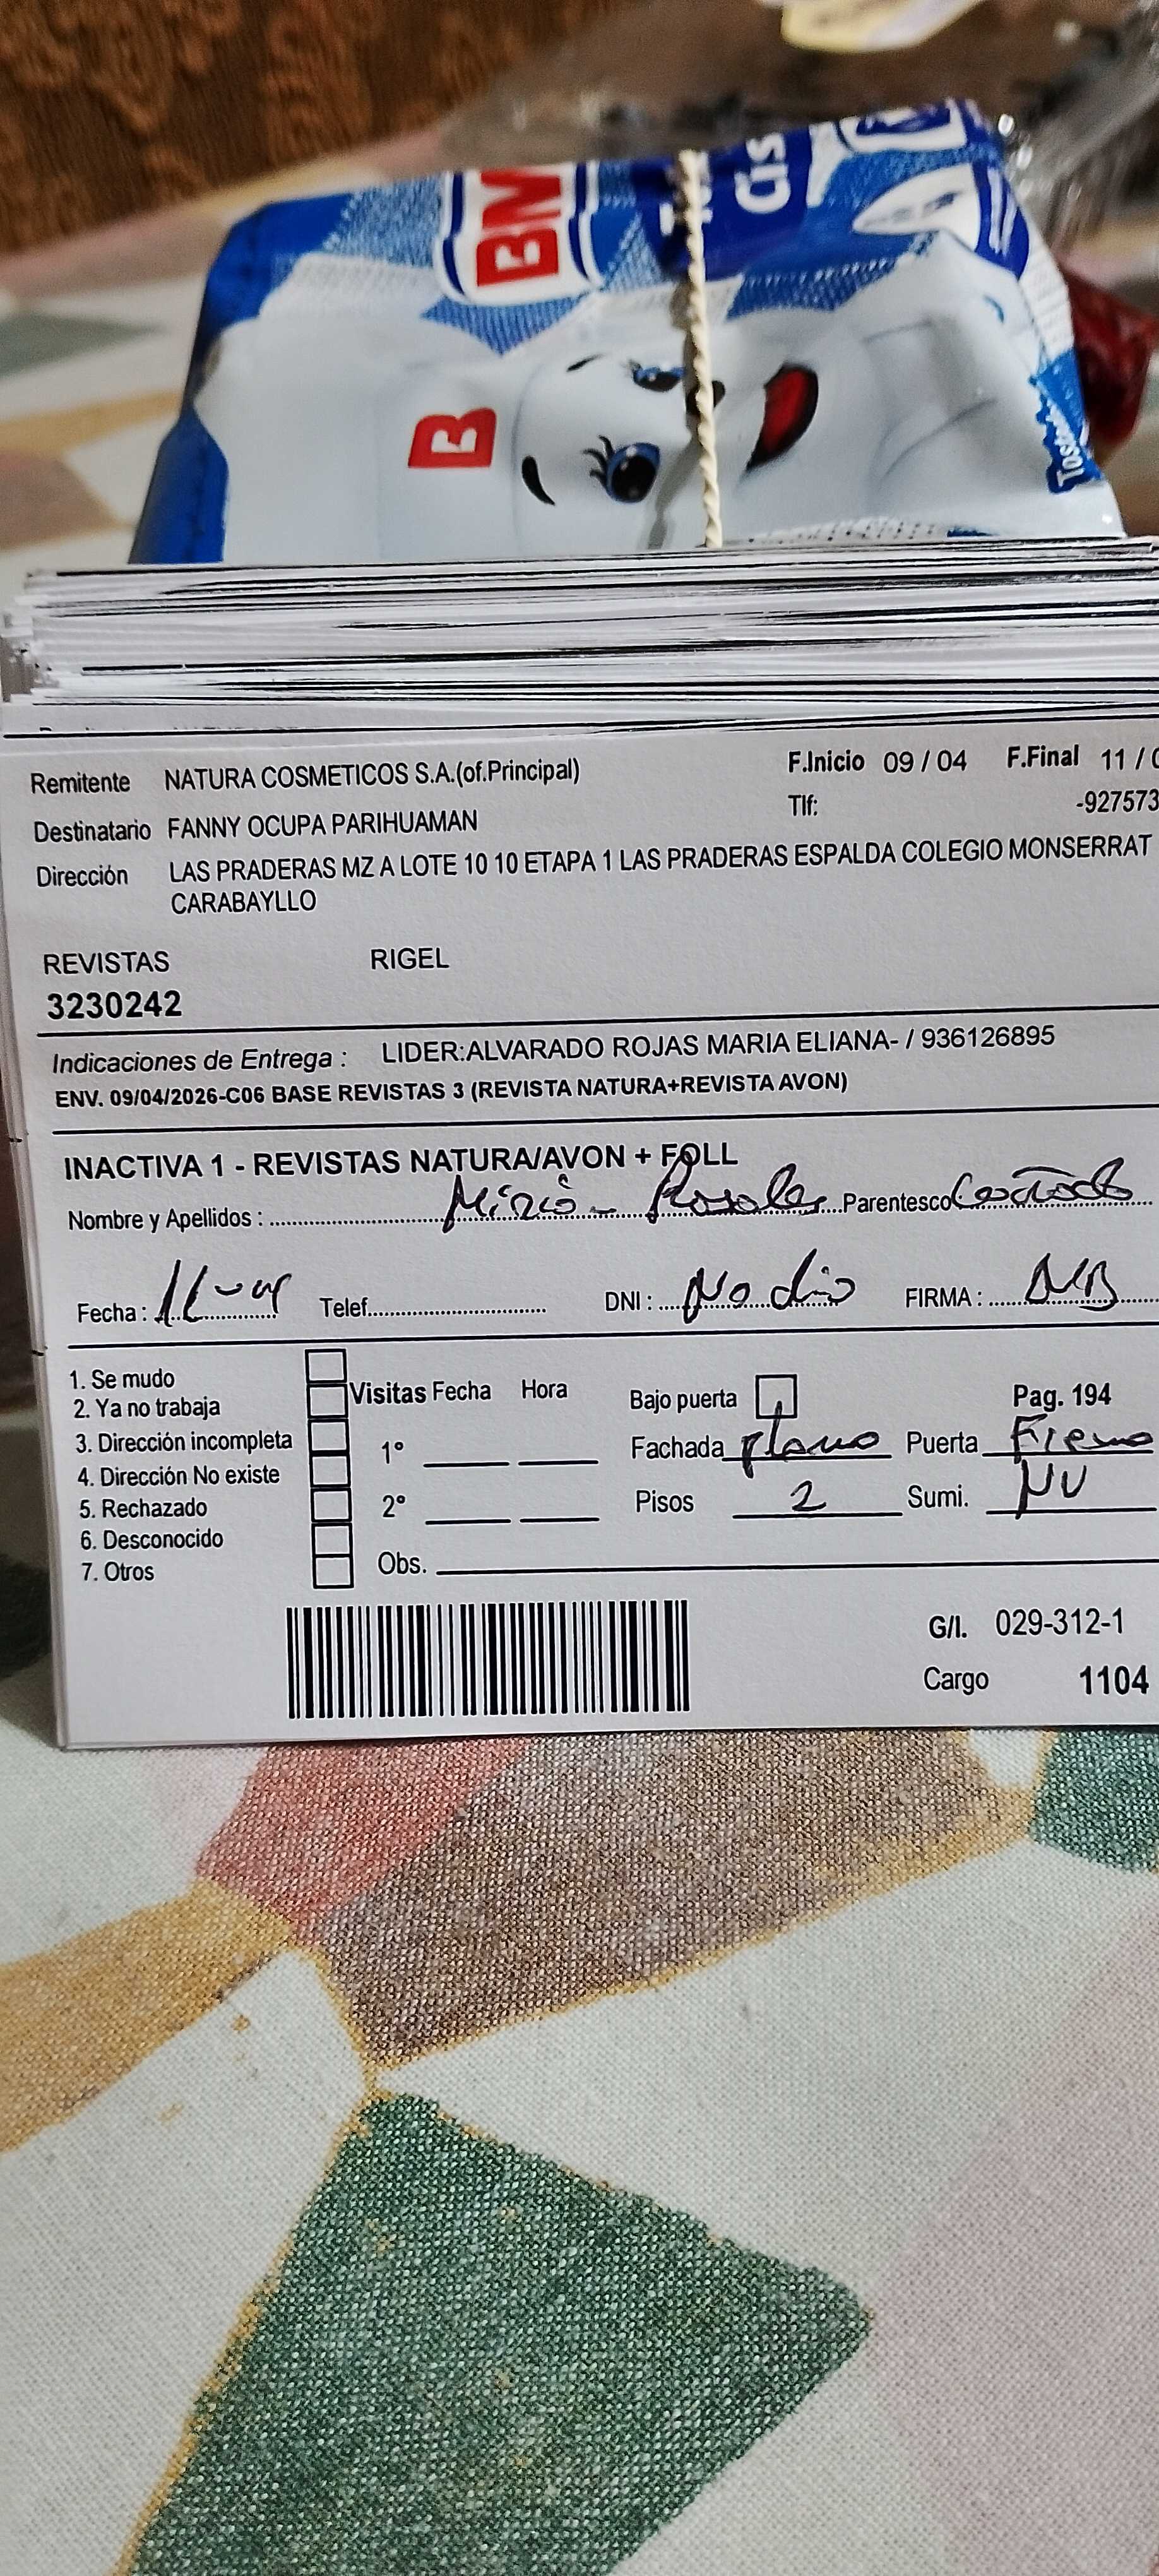 BM
B
Remitente NATURA COSMETICOS S.A.(of.Principal) F.Inicio 09 / 04 F.Final 11 /
Tlf: -927573
Destinatario FANNY OCUPA PARIHUAMAN
Dirección LAS PRADERAS MZ A LOTE 10 10 ETAPA 1 LAS PRADERAS ESPALDA COLEGIO MONSERRAT
CARABAYLLO
REVISTAS RIGEL
3230242
Indicaciones de Entrega : LIDER:ALVARADO ROJAS MARIA ELIANA- / 936126895
ENV. 09/04/2026-C06 BASE REVISTAS 3 (REVISTA NATURA+REVISTA AVON)
INACTIVA 1 - REVISTAS NATURA/AVON + FOLL
Nombre y Apellidos : Rosales Parentesco
Fecha : Telef. DNI : No dio FIRMA :
1. Se mudo
2. Ya no trabaja
3. Dirección incompleta
4. Dirección No existe
5. Rechazado
6. Desconocido
7. Otros
Visitas Fecha Hora
1°
2°
Obs.
Bajo puerta Pag. 194
Fachada Puerta Fierro
Pisos 2 Sumi. NV
G/I. 029-312-1
Cargo 1104